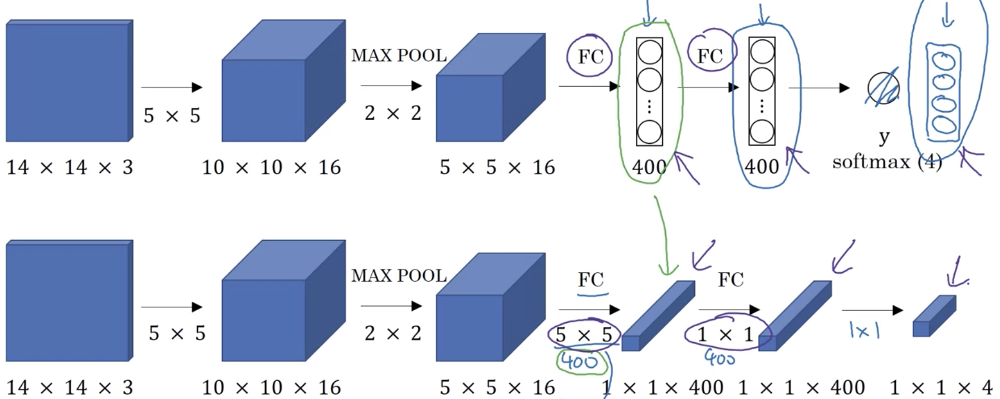 MAX POOL
FC
FC
5 × 5
2 × 2
⋮
⋮
y
14 × 14 × 3
10 × 10 × 16
5 × 5 × 16
400
400
softmax (4)
MAX POOL
FC
FC
5 × 5
2 × 2
5 × 5
1 × 1
1×1
400
400
14 × 14 × 3
10 × 10 × 16
5 × 5 × 16
1 × 1 × 400
1 × 1 × 400
1 × 1 × 4